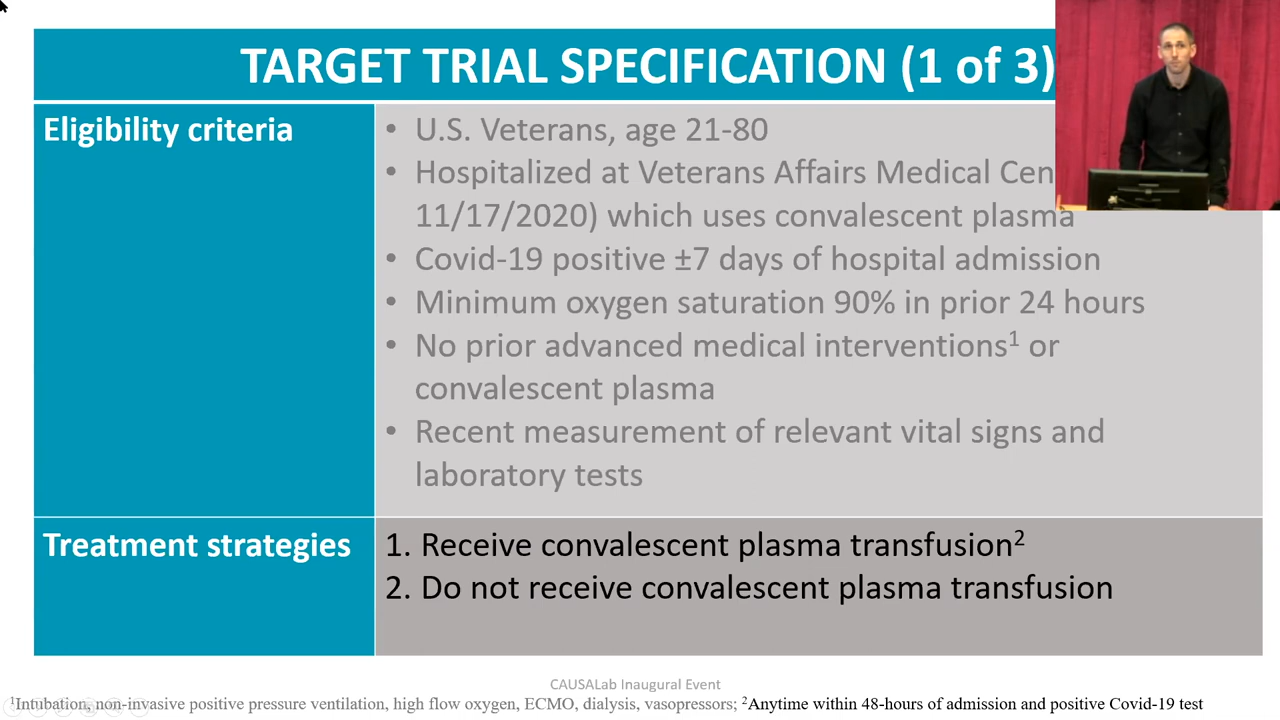 TARGET TRIAL SPECIFICATION (1 of 3)
Eligibility criteria
• U.S. Veterans, age 21-80
• Hospitalized at Veterans Affairs Medical Cen
11/17/2020) which uses convalescent plasma
• Covid-19 positive ±7 days of hospital admission
• Minimum oxygen saturation 90% in prior 24 hours
• No prior advanced medical interventions¹ or
convalescent plasma
• Recent measurement of relevant vital signs and
laboratory tests
Treatment strategies
1. Receive convalescent plasma transfusion²
2. Do not receive convalescent plasma transfusion
CAUSALab Inaugural Event
¹Intubation, non-invasive positive pressure ventilation, high flow oxygen, ECMO, dialysis, vasopressors; ²Anytime within 48-hours of admission and positive Covid-19 test